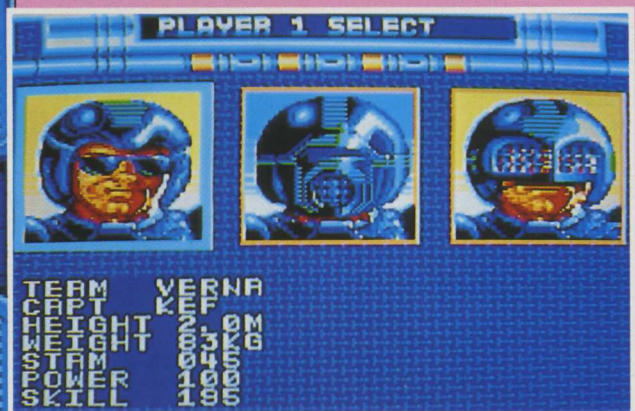 PLAYER 1 SELECT
TEAM VERNA
CAPT KEF
HEIGHT 2.0M
WEIGHT 83KG
STAM 045
POWER 100
SKILL 195